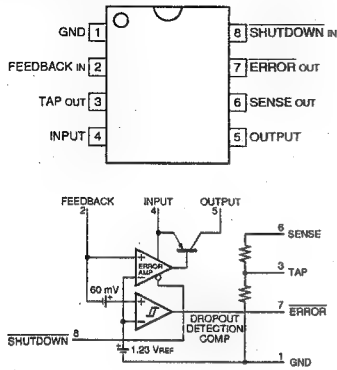 GND 1
8 SHUTDOWN IN
FEEDBACK IN 2
7 ERROR OUT
TAP OUT 3
6 SENSE OUT
INPUT 4
5 OUTPUT
FEEDBACK INPUT OUTPUT
2 4 5
6 SENSE
ERROR
AMP
3 TAP
60 mV
7 ERROR
DROPOUT
DETECTION
COMP
SHUTDOWN 8
1.23 VREF
1 GND